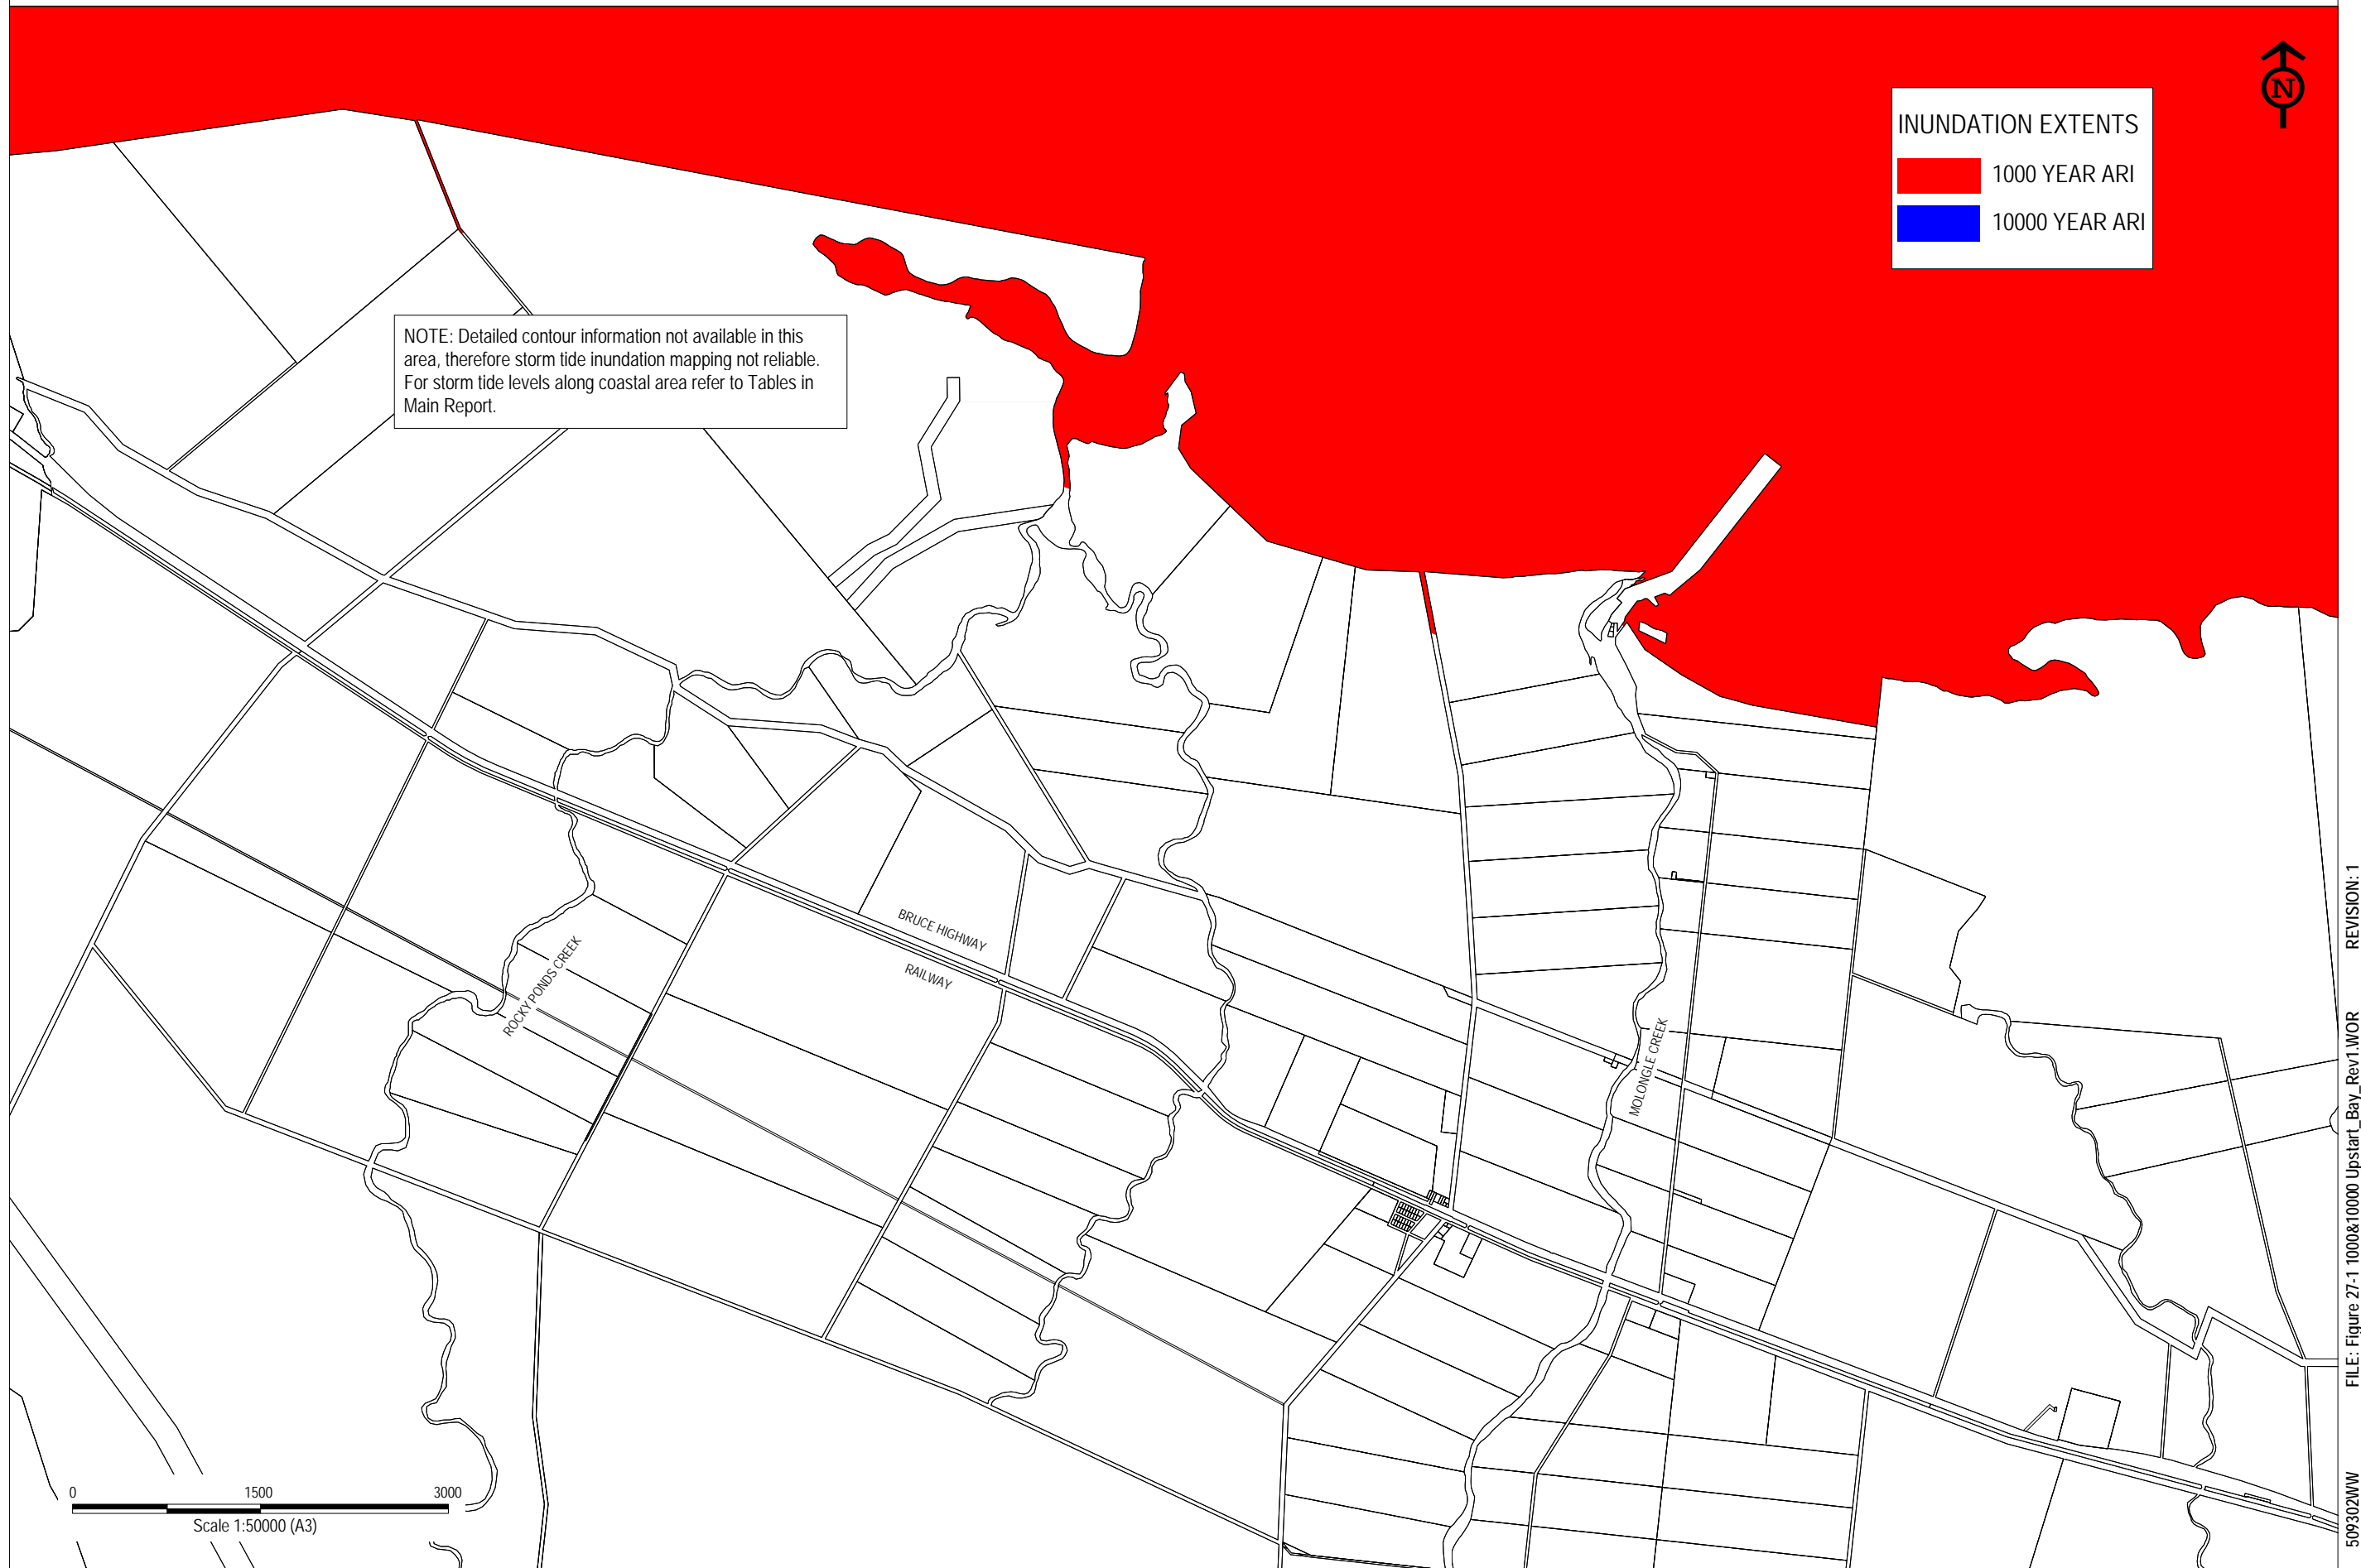 N
INUNDATION EXTENTS
1000 YEAR ARI
10000 YEAR ARI
NOTE: Detailed contour information not available in this
area, therefore storm tide inundation mapping not reliable.
For storm tide levels along coastal area refer to Tables in
Main Report.
BRUCE HIGHWAY
RAILWAY
ROCKY PONDS CREEK
MOLONGLE CREEK
0 1500 3000
Scale 1:50000 (A3)
509302WW FILE: Figure 27-1 1000&10000 Upstart_Bay_Rev1.WOR REVISION: 1